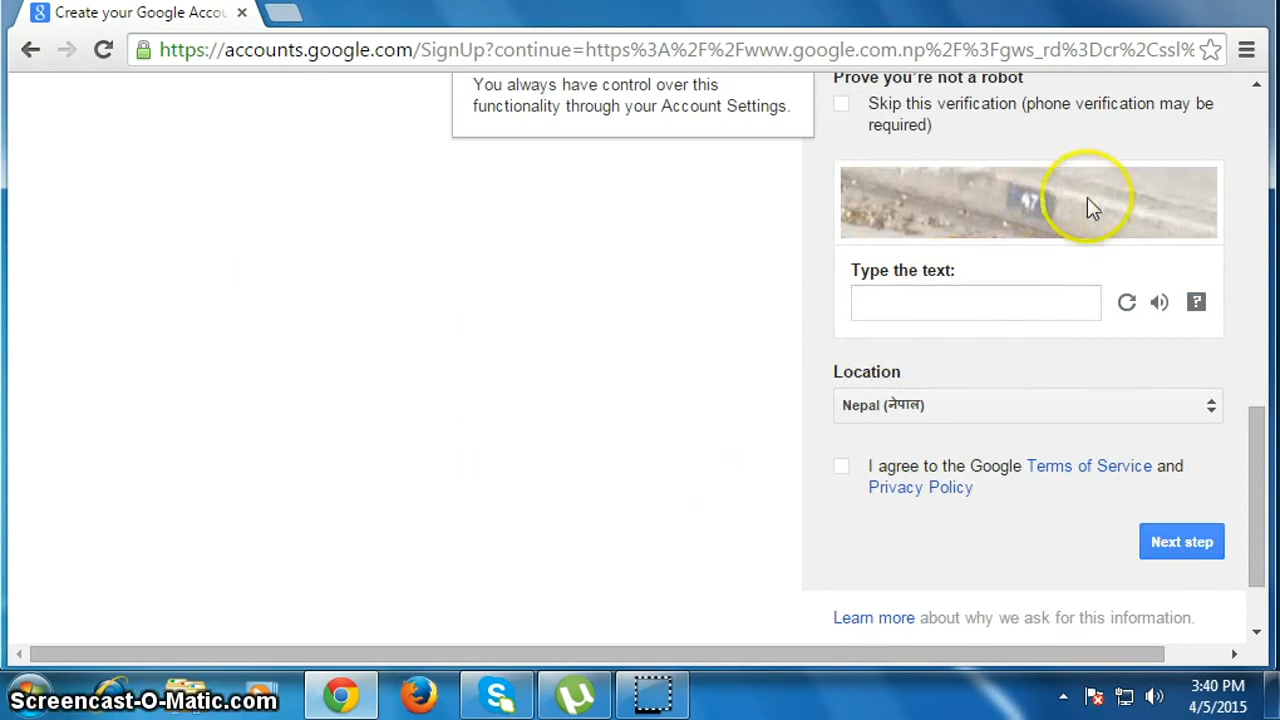 Create your Google Accou
https://accounts.google.com/SignUp?continue=https%3A%2F%2Fwww.google.com.np%2F%3Fgws_rd%3Dcr%2Cssl%
You always have control over this
functionality through your Account Settings.
Prove you're not a robot
Skip this verification (phone verification may be
required)
Type the text:
?
Location
Nepal (नेपाल)
I agree to the Google Terms of Service and
Privacy Policy
Next step
Learn more about why we ask for this information.
Screencast-O-Matic.com
3:40 PM
4/5/2015